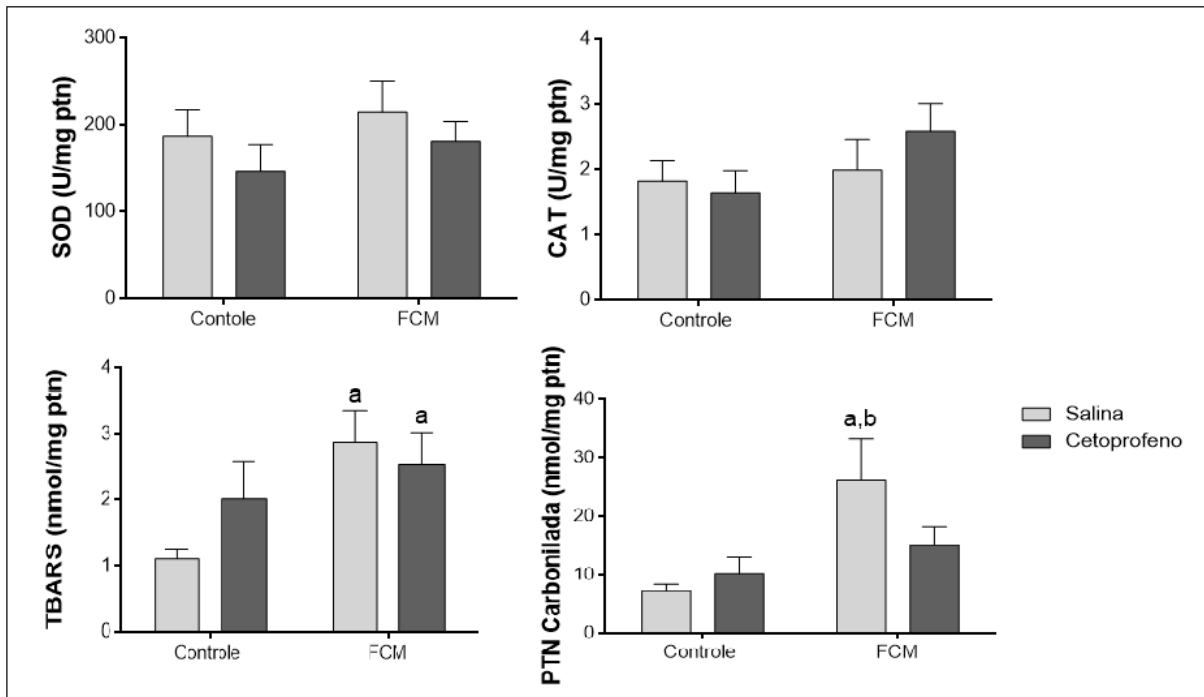 SOD (U/mg ptn)
300
200
100
0
Contole
FCM
CAT (U/mg ptn)
4
3
2
1
0
Controle
FCM
TBARS (nmol/mg ptn)
4
3
2
1
0
a
a
Controle
FCM
PTN Carbonilada (nmol/mg ptn)
40
30
20
10
0
a,b
Controle
FCM
Salina
Cetoprofeno